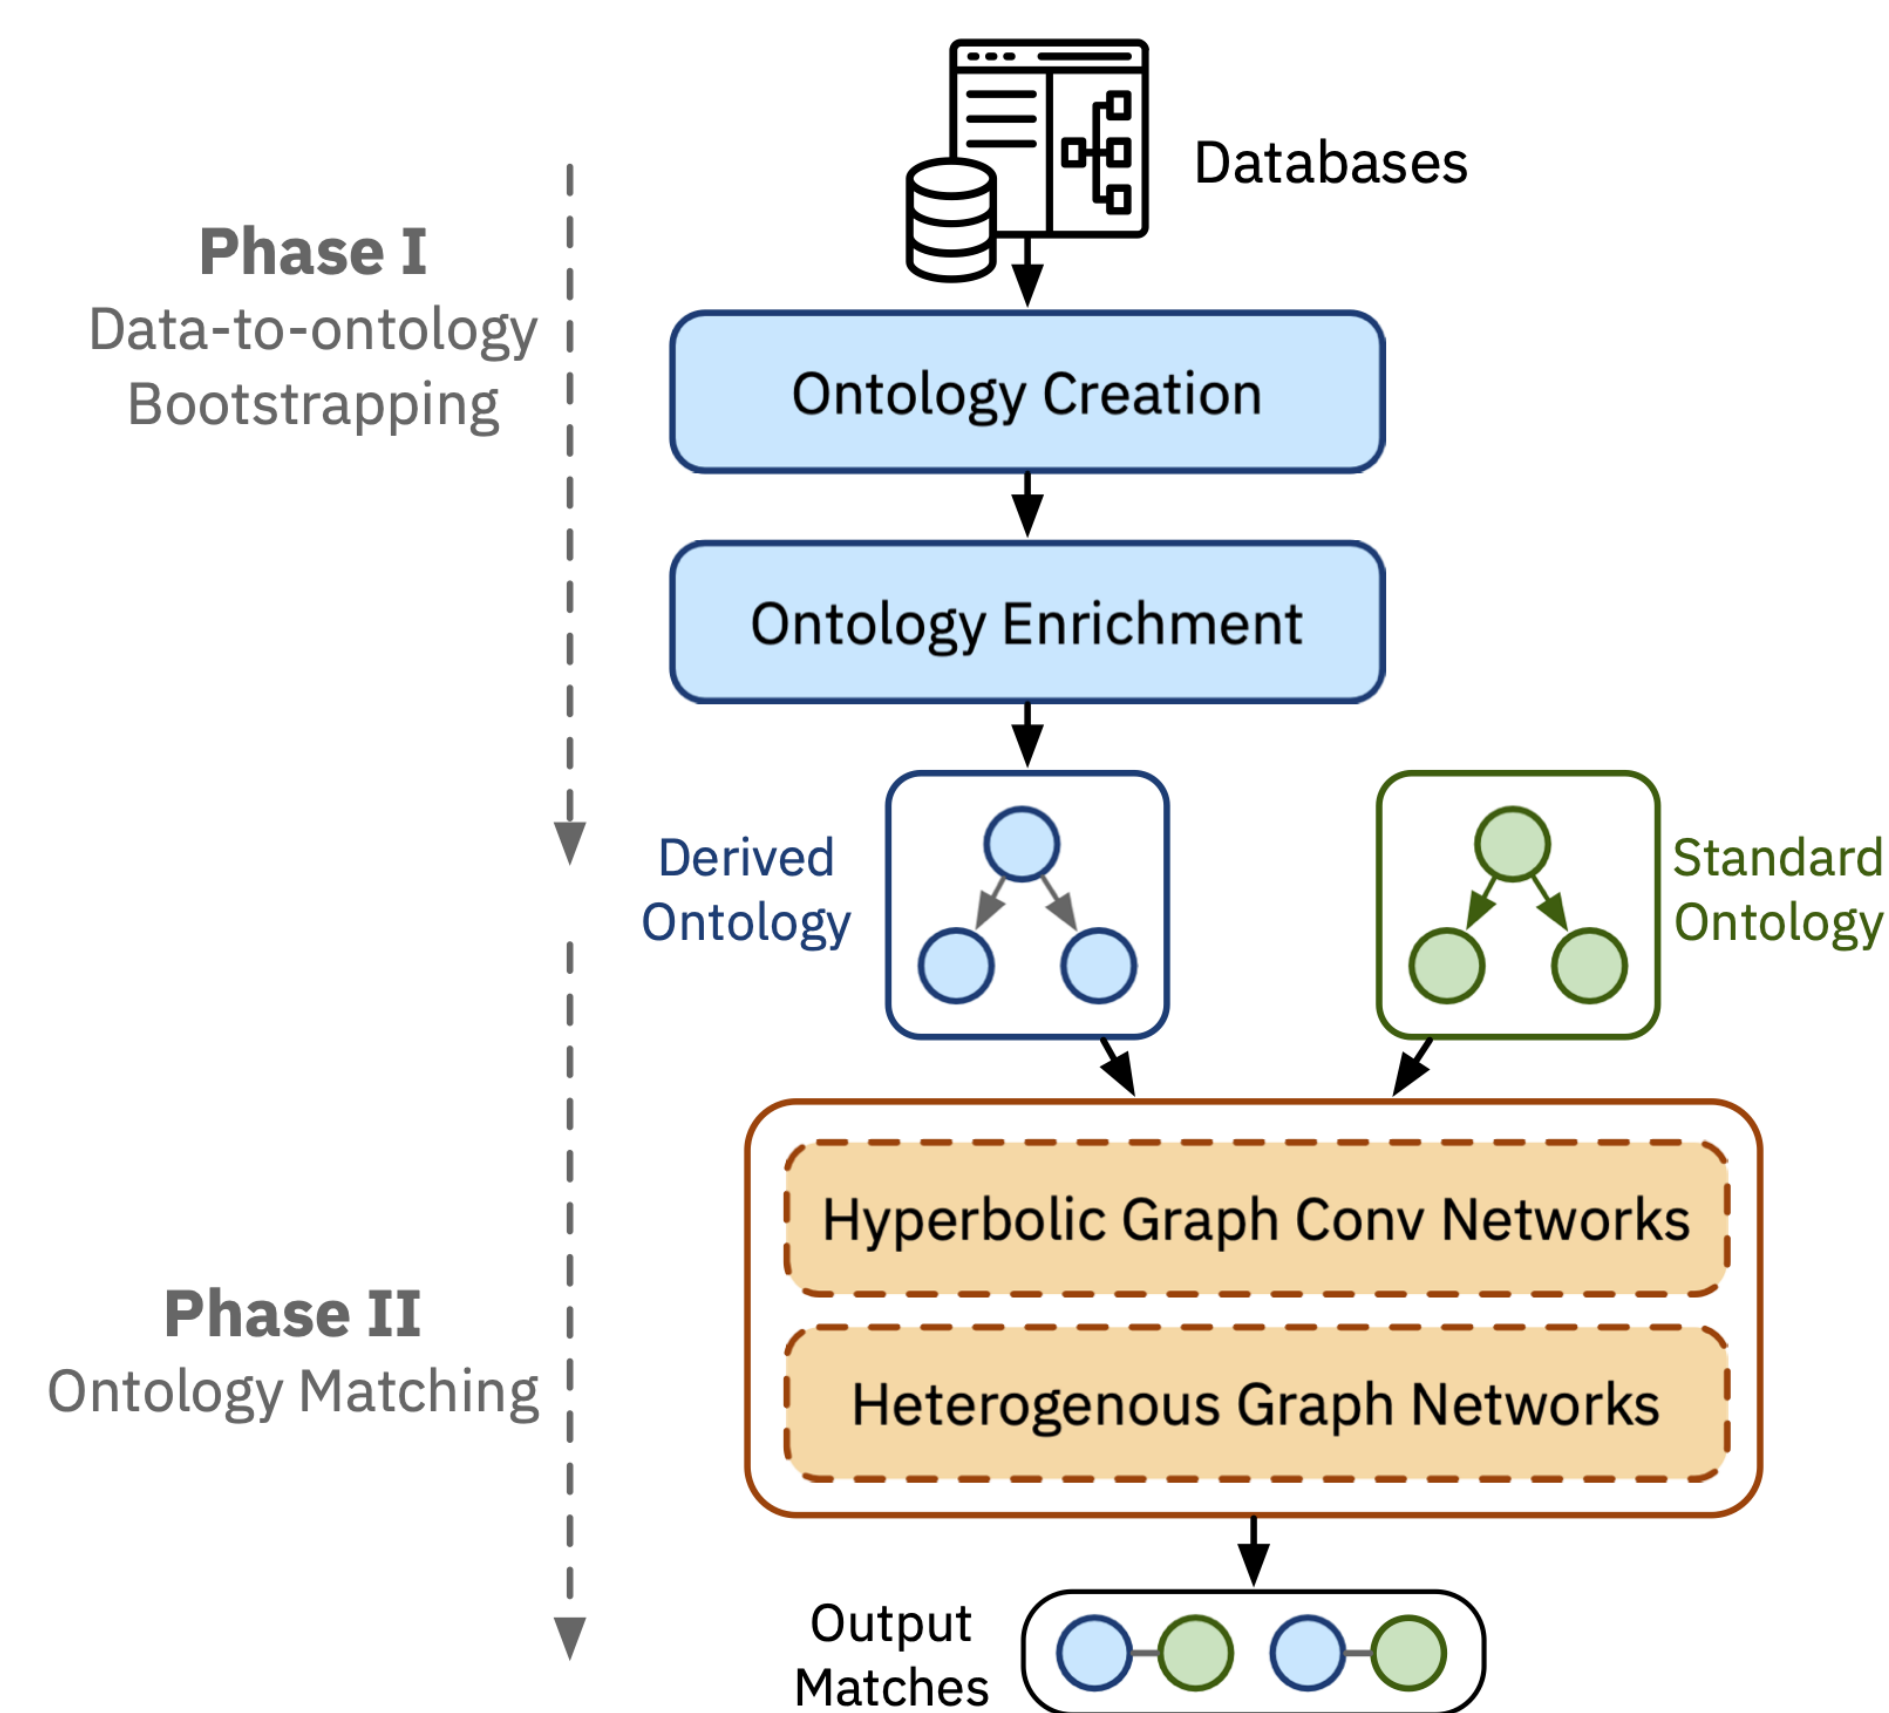 Databases
Phase I
Data-to-ontology
Bootstrapping
Ontology Creation
Ontology Enrichment
Derived
Ontology
Standard
Ontology
Hyperbolic Graph Conv Networks
Phase II
Ontology Matching
Heterogenous Graph Networks
Output
Matches